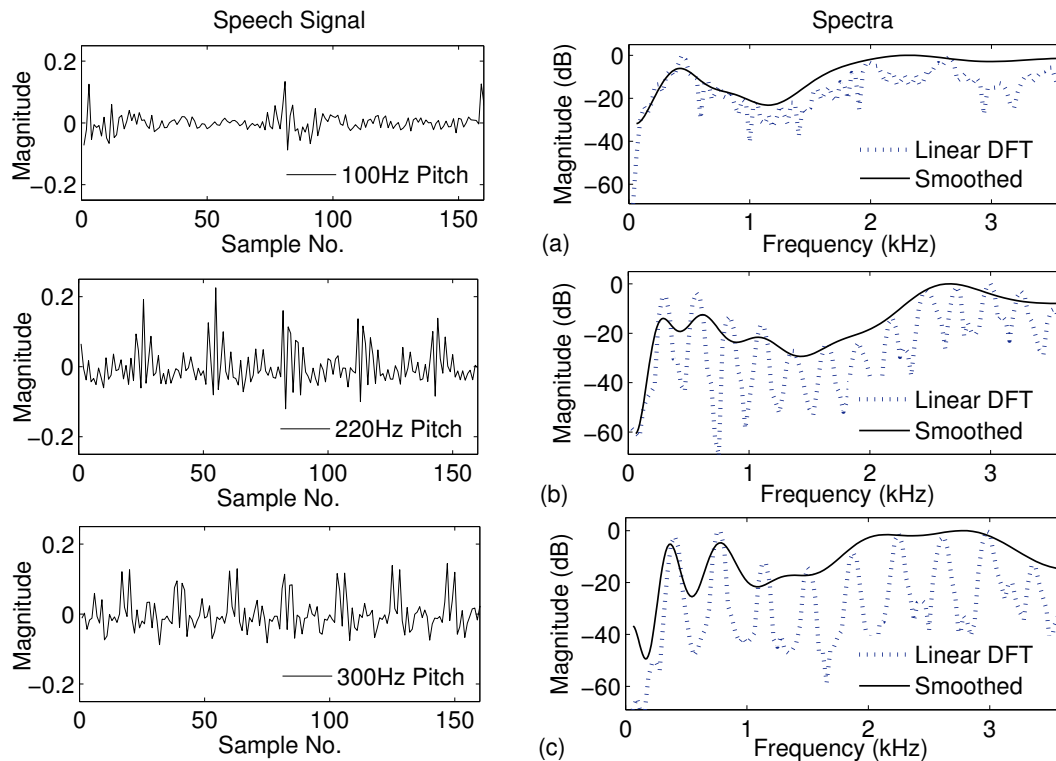 Speech Signal
0.2
0
−0.2
Magnitude
100Hz Pitch
0 50 100 150
Sample No.
Spectra
0
−20
−40
−60
Magnitude (dB)
Linear DFT
Smoothed
0 1 2 3
(a) Frequency (kHz)
0.2
0
−0.2
Magnitude
220Hz Pitch
0 50 100 150
Sample No.
0
−20
−40
−60
Magnitude (dB)
Linear DFT
Smoothed
0 1 2 3
(b) Frequency (kHz)
0.2
0
−0.2
Magnitude
300Hz Pitch
0 50 100 150
Sample No.
0
−20
−40
−60
Magnitude (dB)
Linear DFT
Smoothed
0 1 2 3
(c) Frequency (kHz)